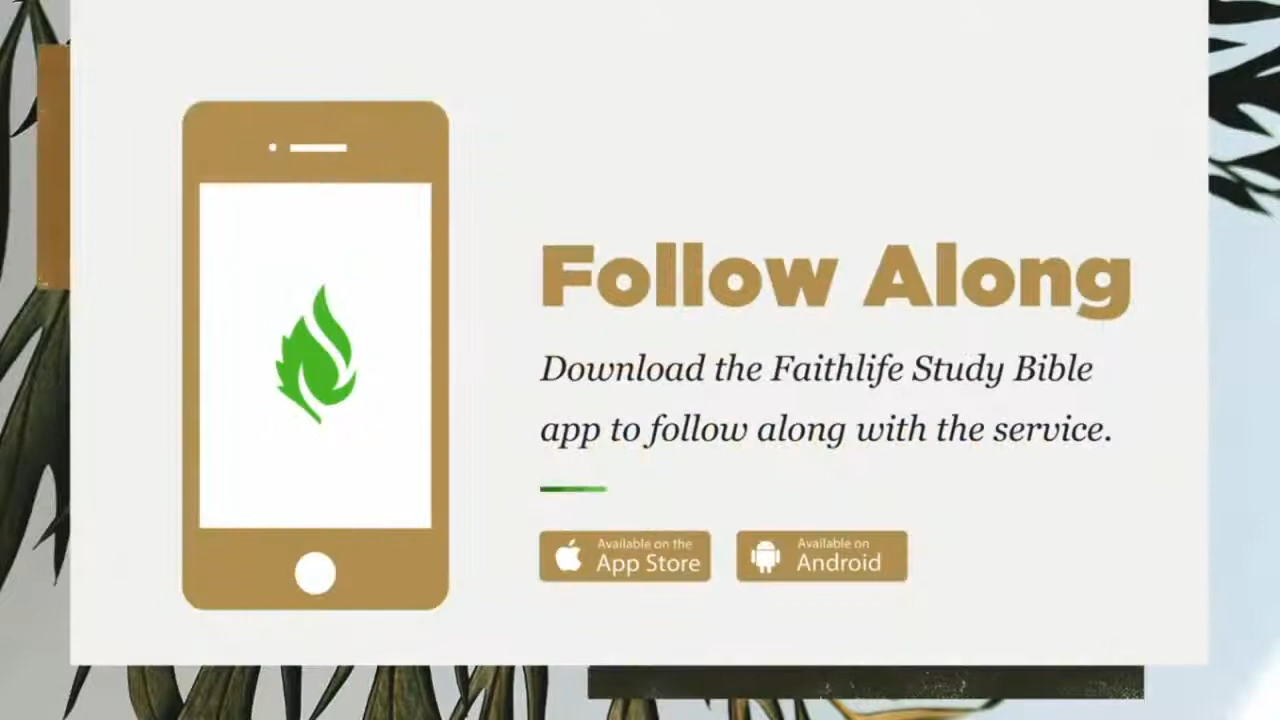 Follow Along
Download the Faithlife Study Bible
app to follow along with the service.
Available on the
App Store
Available on
Android